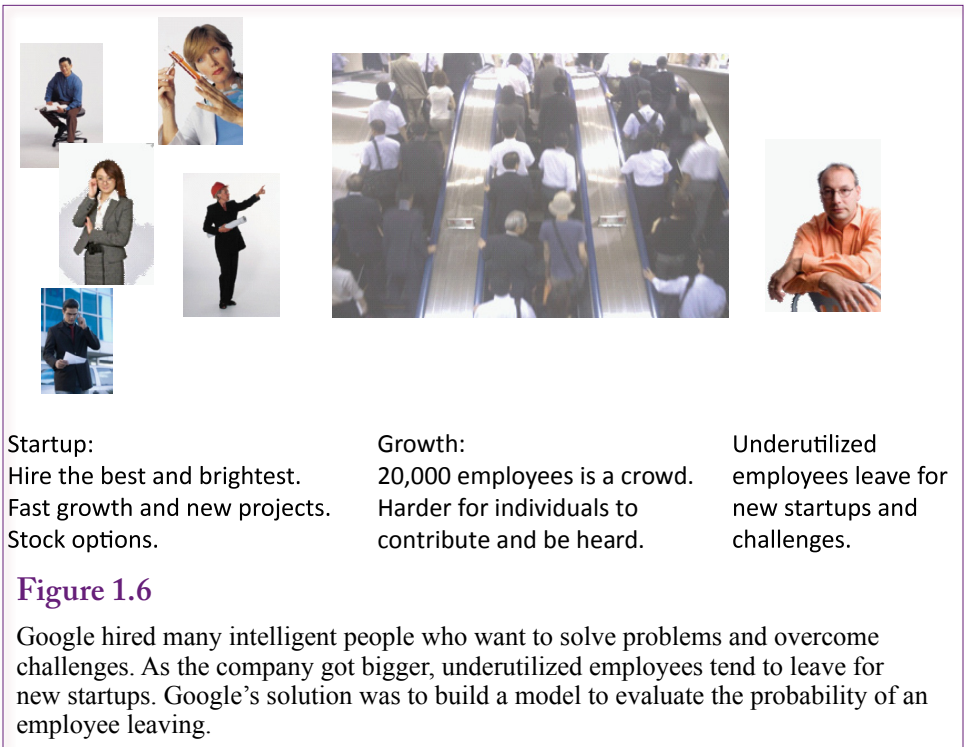 Startup:
Hire the best and brightest.
Fast growth and new projects.
Stock options.
Growth:
20,000 employees is a crowd.
Harder for individuals to
contribute and be heard.
Underutilized
employees leave for
new startups and
challenges.
Figure 1.6
Google hired many intelligent people who want to solve problems and overcome
challenges. As the company got bigger, underutilized employees tend to leave for
new startups. Google’s solution was to build a model to evaluate the probability of an
employee leaving.